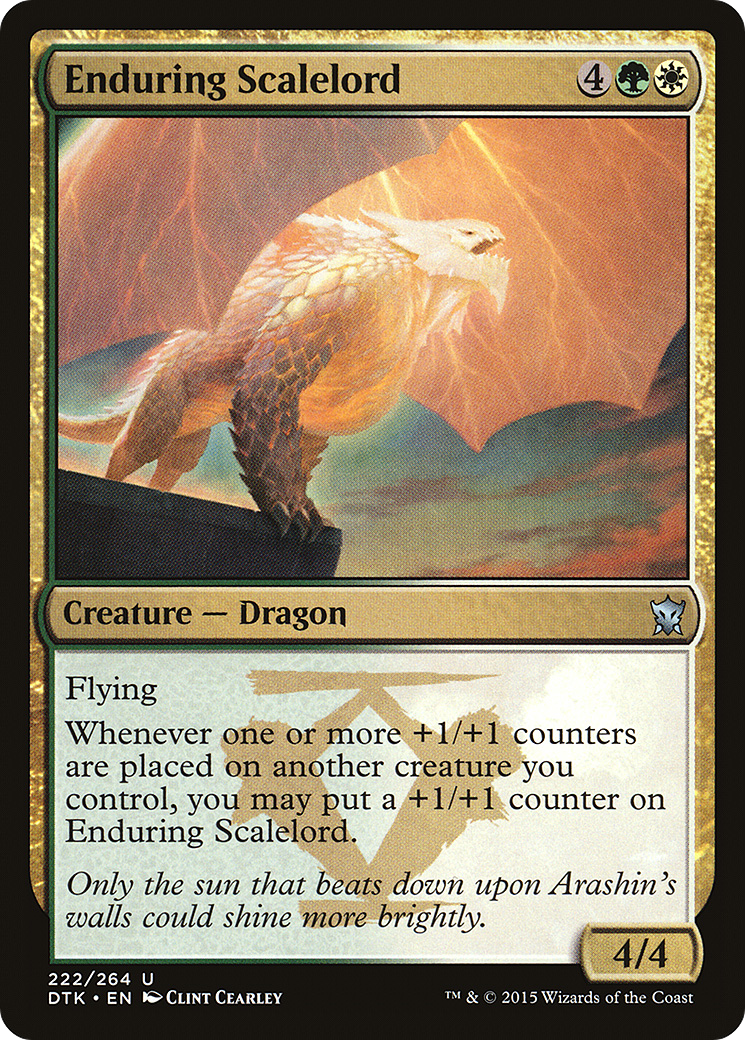 Enduring Scalelord 4
Creature — Dragon
Flying
Whenever one or more +1/+1 counters
are placed on another creature you
control, you may put a +1/+1 counter on
Enduring Scalelord.
Only the sun that beats down upon Arashin's
walls could shine more brightly.
4/4
222/264 U
DTK • EN CLINT CEARLEY
™ & © 2015 Wizards of the Coast